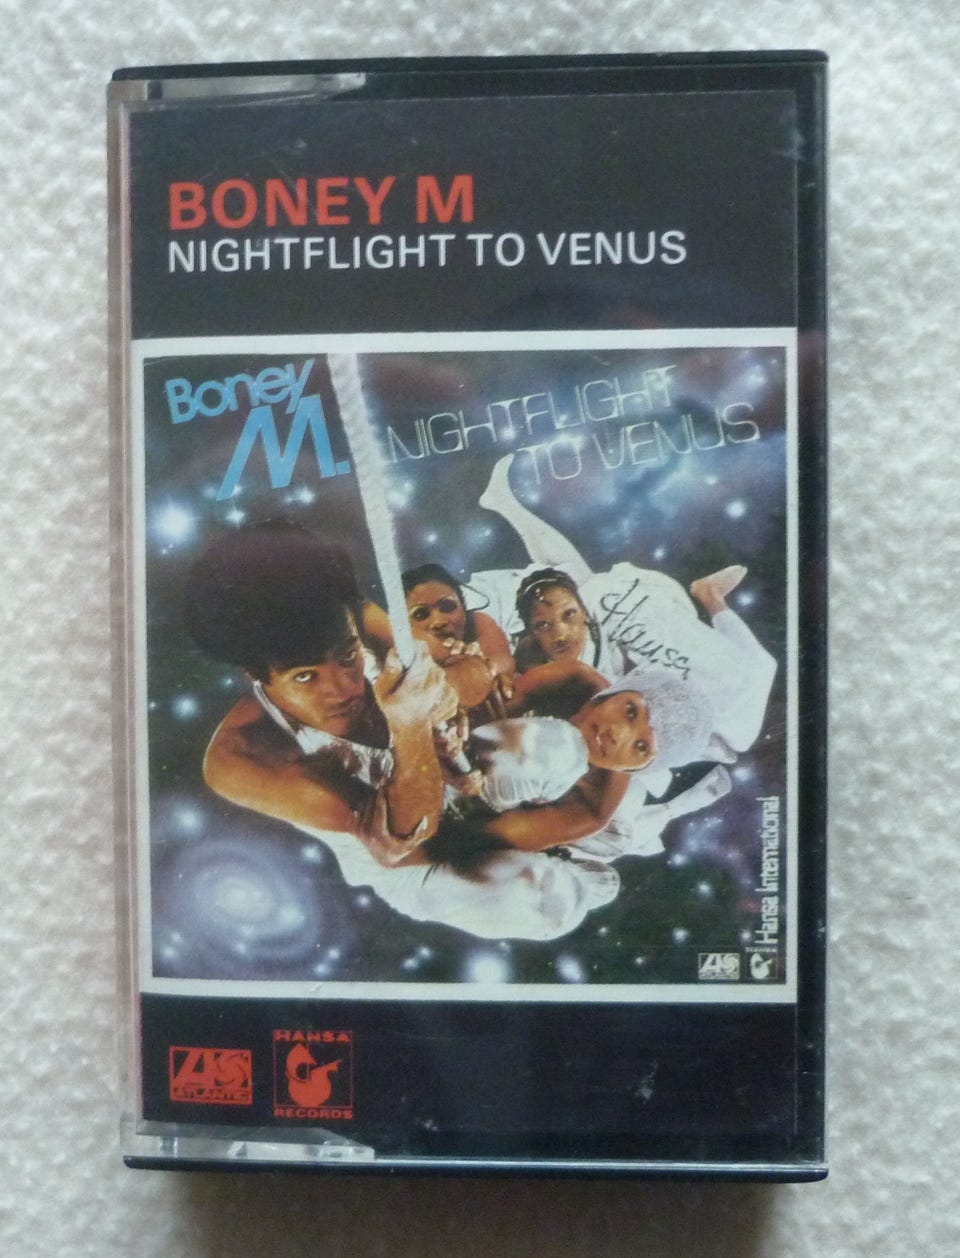 BONEY M
NIGHTFLIGHT TO VENUS
Boney
M.
NIGHTFLIGHT
TO VENUS
Hansa International
ATLANTIC
HANSA
RECORDS